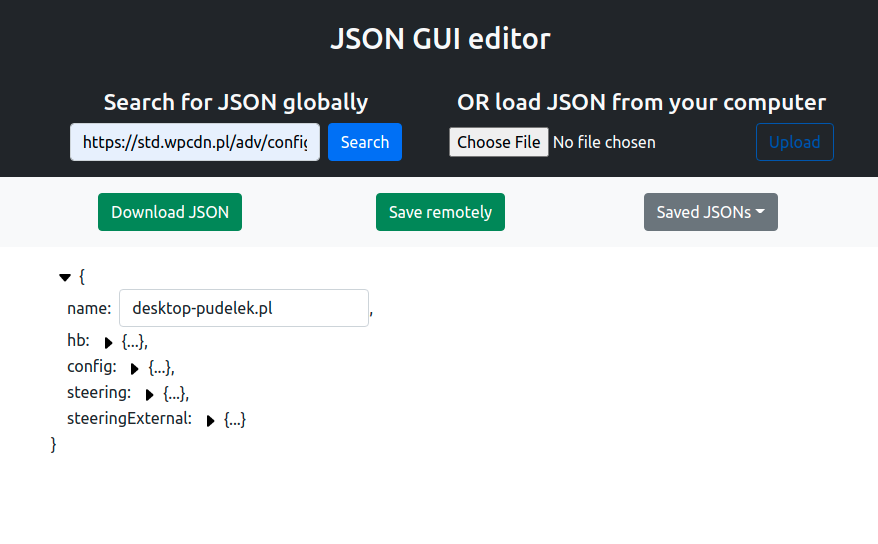 JSON GUI editor
Search for JSON globally
OR load JSON from your computer
https://std.wpcdn.pl/adv/config
Search
Choose File No file chosen
Upload
Download JSON
Save remotely
Saved JSONs
{
name: desktop-pudelek.pl,
hb: {...},
config: {...},
steering: {...},
steeringExternal: {...}
}